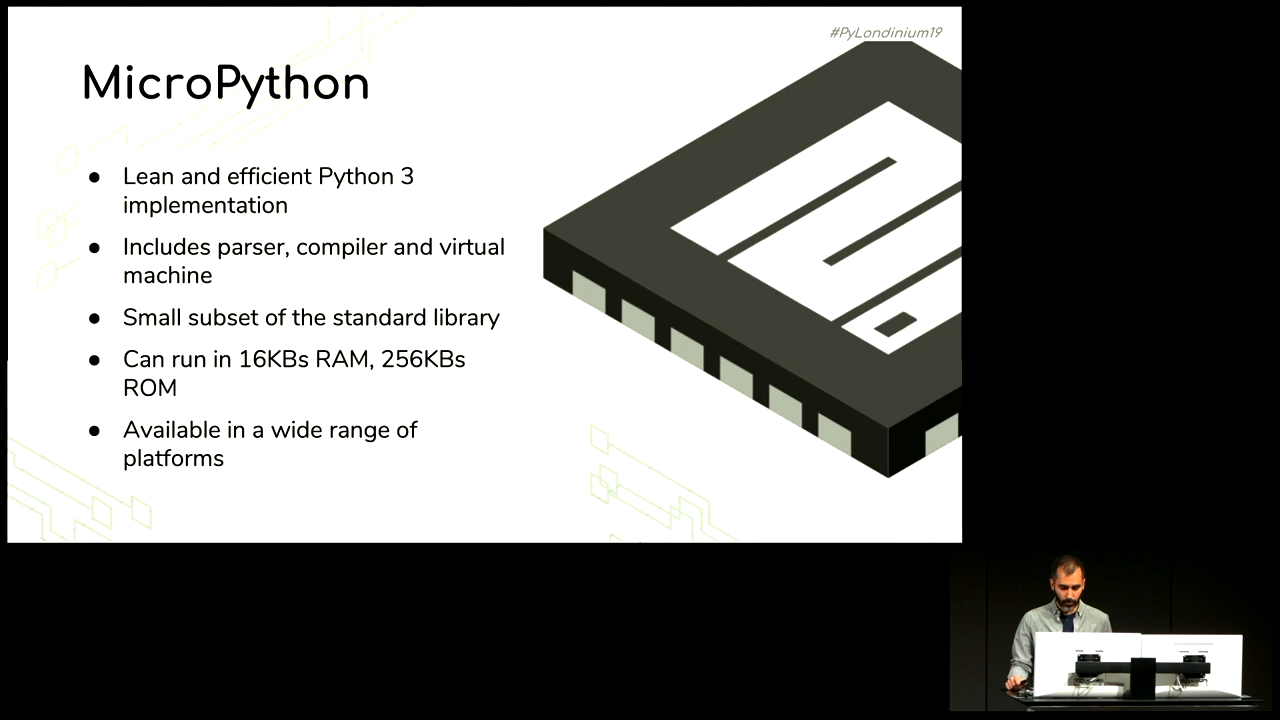 #PyLondinium19
MicroPython
● Lean and efficient Python 3
implementation
● Includes parser, compiler and virtual
machine
● Small subset of the standard library
● Can run in 16KBs RAM, 256KBs
ROM
● Available in a wide range of
platforms